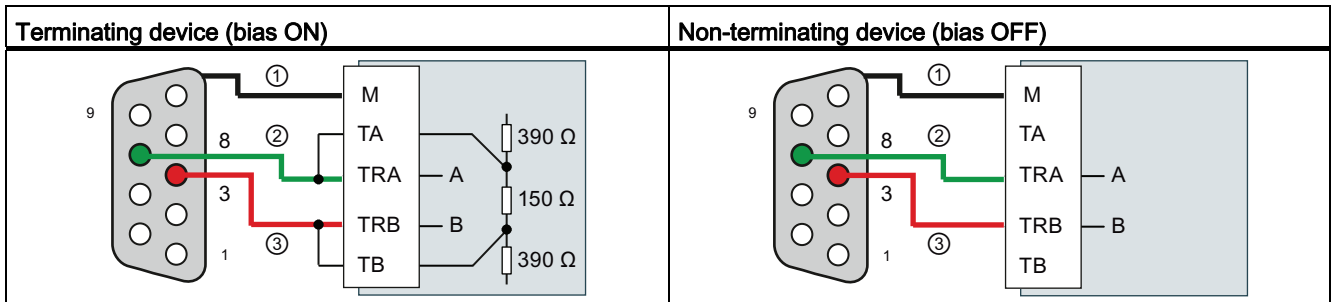 Terminating device (bias ON)
Non-terminating device (bias OFF)
①
M
9
8
②
TA
390 Ω
TRA
A
3
150 Ω
TRB
B
③
1
TB
390 Ω
①
M
9
8
②
TA
TRA
A
3
TRB
B
③
1
TB